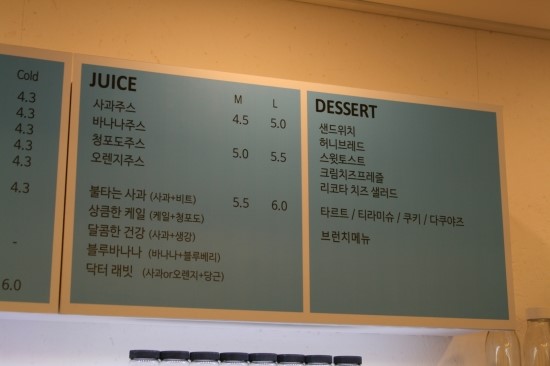 Cold
4.3
4.3
4.3
4.3
4.3
4.3
-
6.0
JUICE
M L
사과주스
바나나주스 4.5 5.0
청포도주스
오렌지주스 5.0 5.5
불타는 사과 (사과+비트) 5.5 6.0
상큼한 케일 (케일+청포도)
달콤한 건강 (사과+생강)
블루바나나 (바나나+블루베리)
닥터 래빗 (사과or오렌지+당근)
DESSERT
샌드위치
허니브레드
스윗토스트
크림치즈프레즐
리코타 치즈 샐러드
타르트 / 티라미슈 / 쿠키 / 다쿠아즈
브런치메뉴